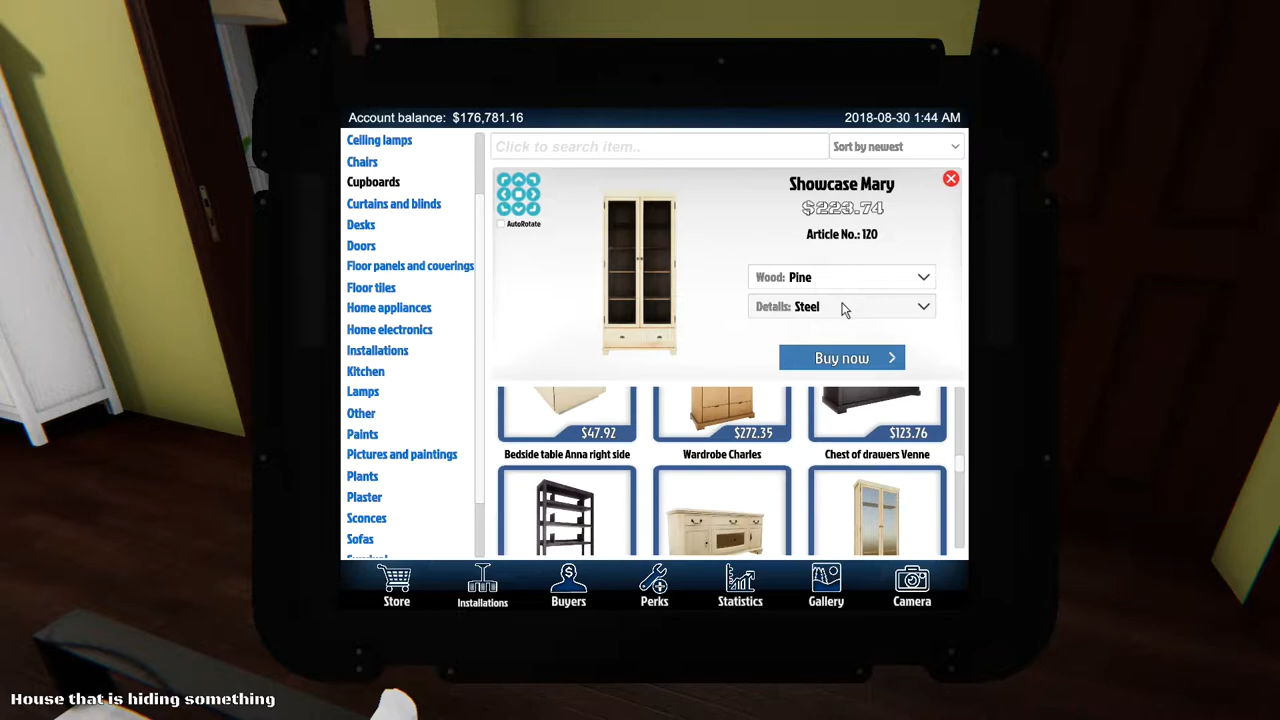 Account balance: $176,781.16
2018-08-30 1:44 AM
Ceiling lamps
Chairs
Cupboards
Curtains and blinds
Desks
Doors
Floor panels and coverings
Floor tiles
Home appliances
Home electronics
Installations
Kitchen
Lamps
Other
Paints
Pictures and paintings
Plants
Plaster
Sconces
Sofas
Click to search item..
Sort by newest
AutoRotate
Showcase Mary
$223.74
Article No.: 120
Wood: Pine
Details: Steel
Buy now
$47.92
$272.35
$123.76
Bedside table Anna right side
Wardrobe Charles
Chest of drawers Venne
Store
Installations
Buyers
Perks
Statistics
Gallery
Camera
House that is hiding something